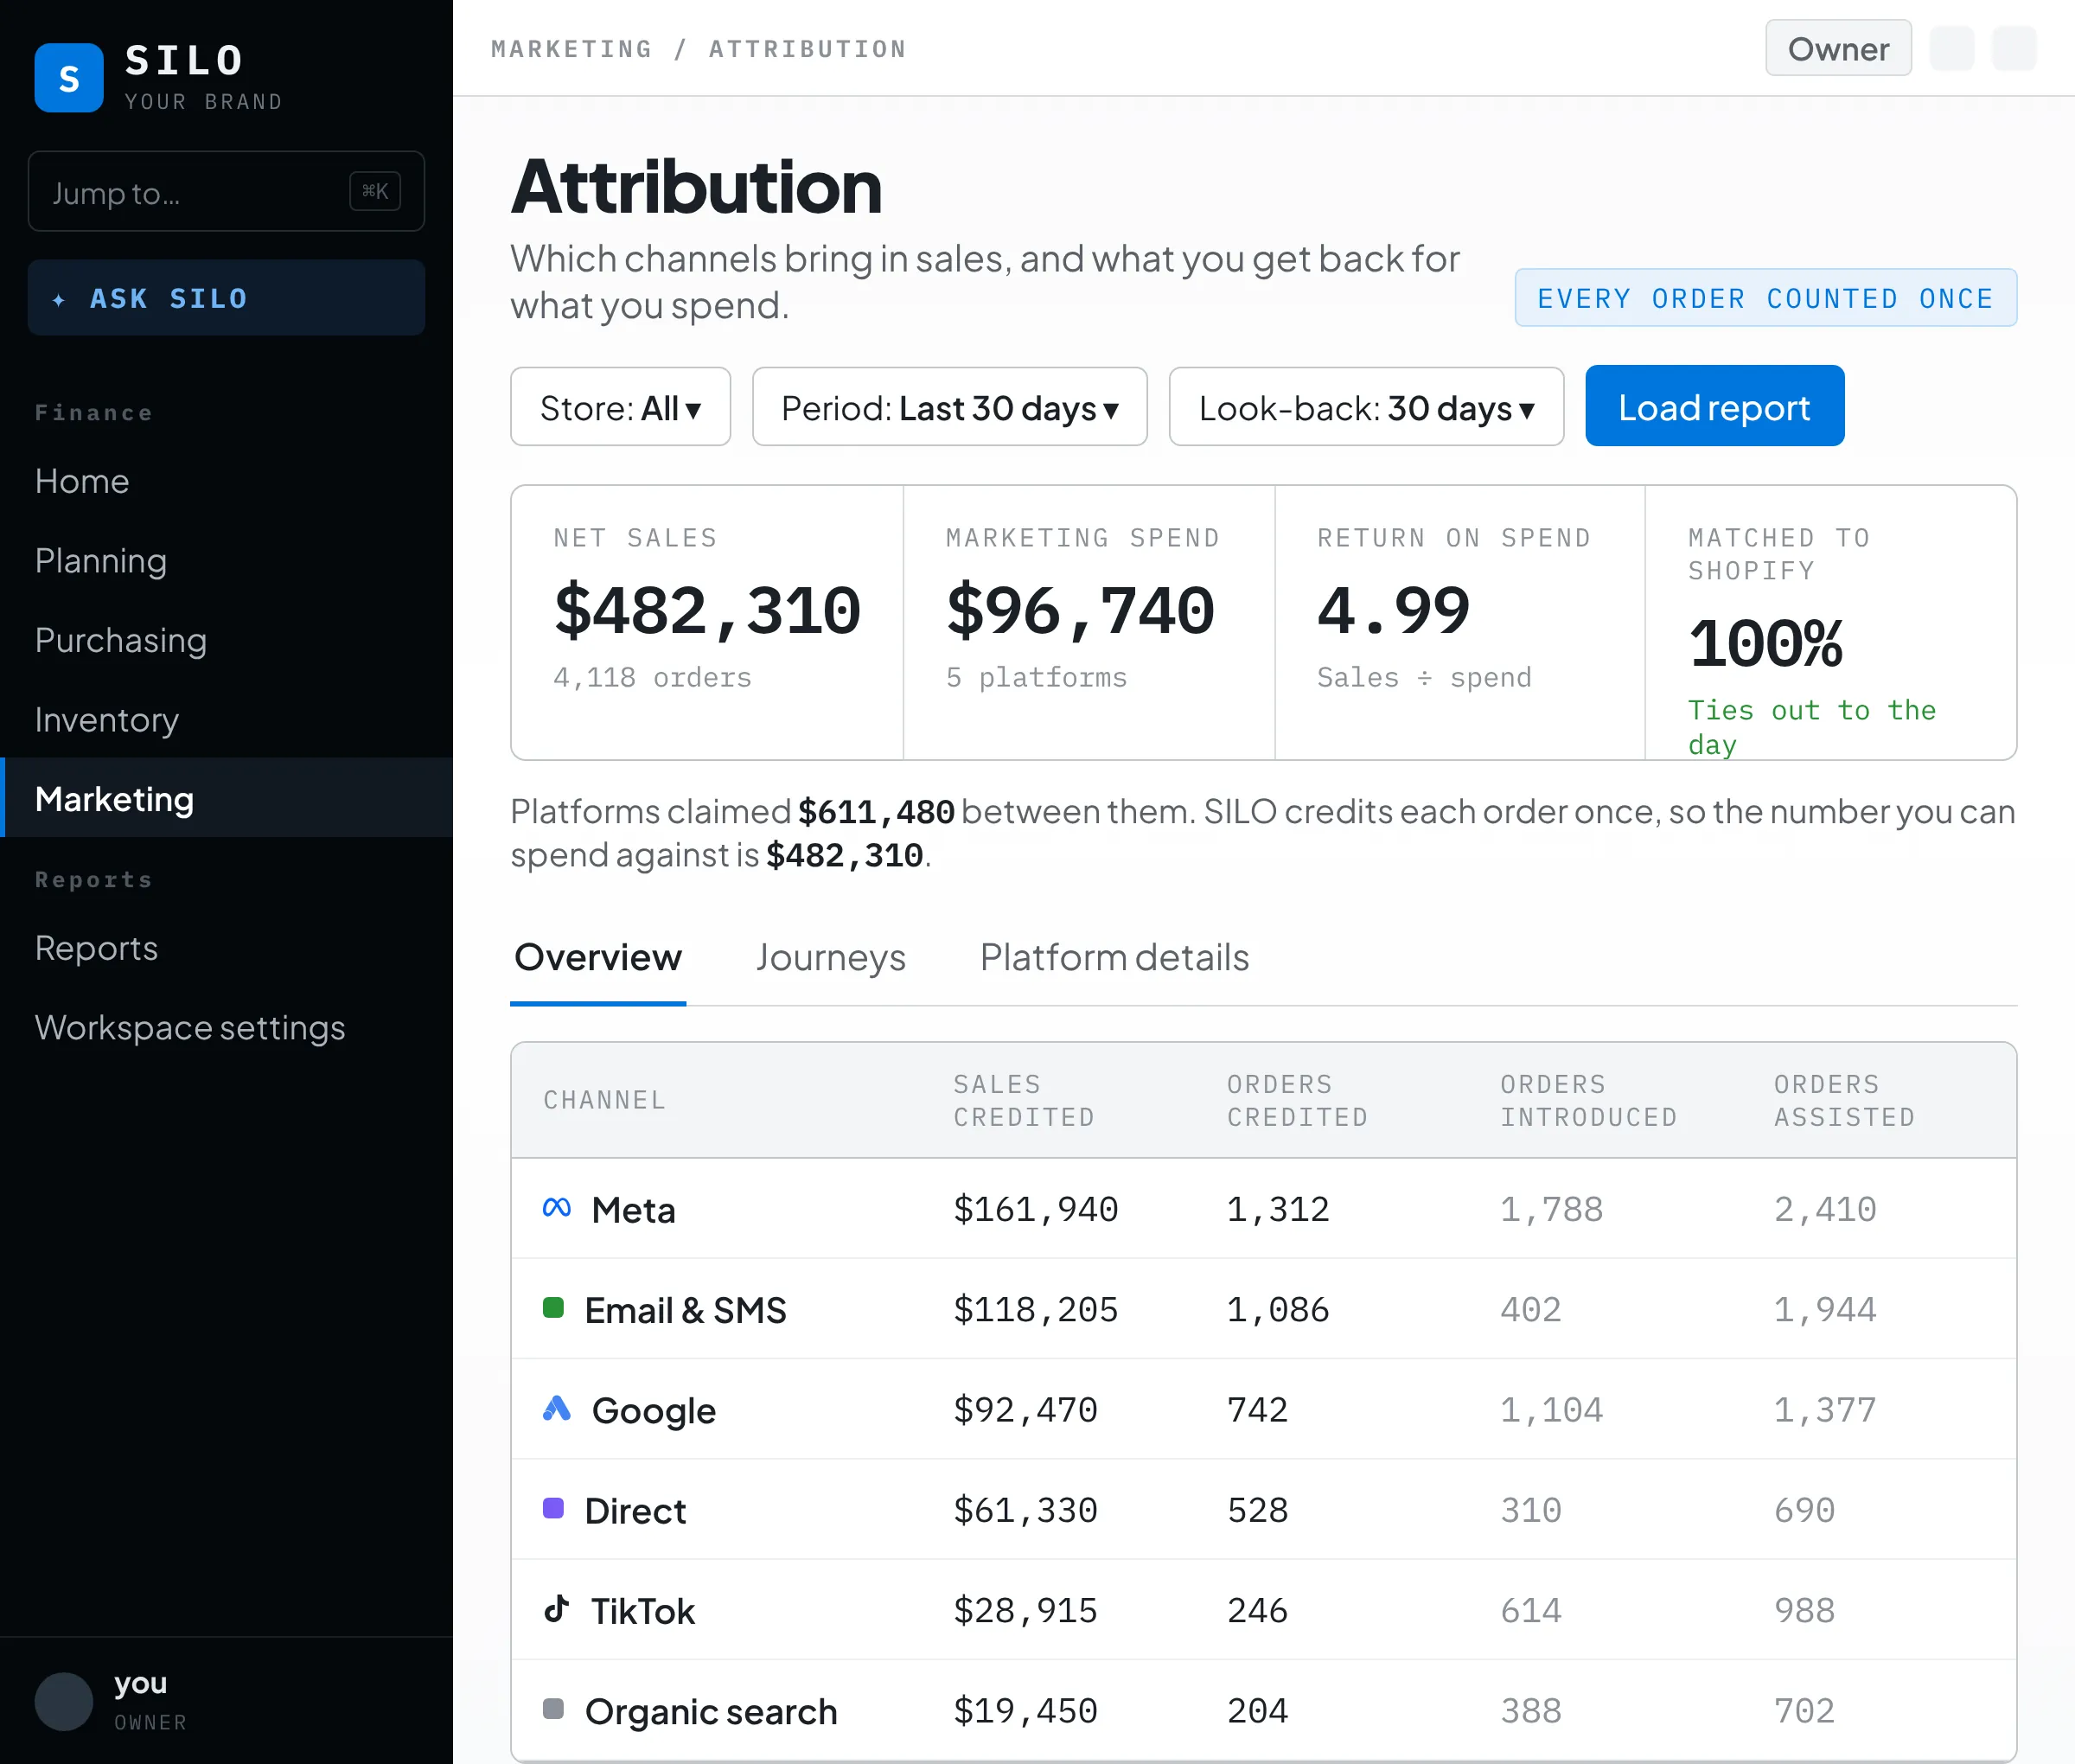 S
SILO
YOUR BRAND
Jump to...
⌘K
✦ ASK SILO
Finance
Home
Planning
Purchasing
Inventory
Marketing
Reports
Reports
Workspace settings
you
OWNER
MARKETING / ATTRIBUTION
Owner
Attribution
Which channels bring in sales, and what you get back for
what you spend.
EVERY ORDER COUNTED ONCE
Store: All ▾
Period: Last 30 days ▾
Look-back: 30 days ▾
Load report
NET SALES
$482,310
4,118 orders
MARKETING SPEND
$96,740
5 platforms
RETURN ON SPEND
4.99
Sales ÷ spend
MATCHED TO
SHOPIFY
100%
Ties out to the
day
Platforms claimed $611,480 between them. SILO credits each order once, so the number you can
spend against is $482,310.
Overview Journeys Platform details
CHANNEL
SALES
CREDITED
ORDERS
CREDITED
ORDERS
INTRODUCED
ORDERS
ASSISTED
Meta $161,940 1,312 1,788 2,410
Email & SMS $118,205 1,086 402 1,944
Google $92,470 742 1,104 1,377
Direct $61,330 528 310 690
TikTok $28,915 246 614 988
Organic search $19,450 204 388 702